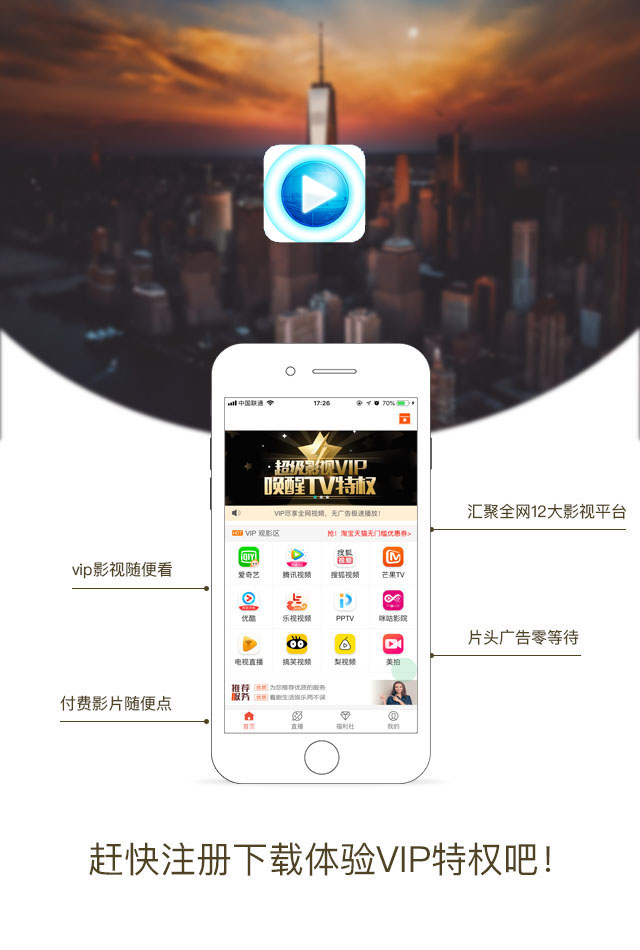 中国联通
17:26
70%
超级影视VIP
唤醒TV特权
VIP尽享全网视频，无广告极速播放！
HOT VIP 观影区
抢！淘宝天猫无门槛优惠券>
爱奇艺
腾讯视频
搜狐视频
芒果TV
优酷
乐视视频
PPTV
咪咕影院
电视直播
搞笑视频
梨视频
美拍
推荐服务
优质 为您推荐优质的服务
优质 看剧生活娱乐两不误
首页
直播
福利社
我的
汇聚全网12大影视平台
vip影视随便看
片头广告零等待
付费影片随便点
赶快注册下载体验VIP特权吧！